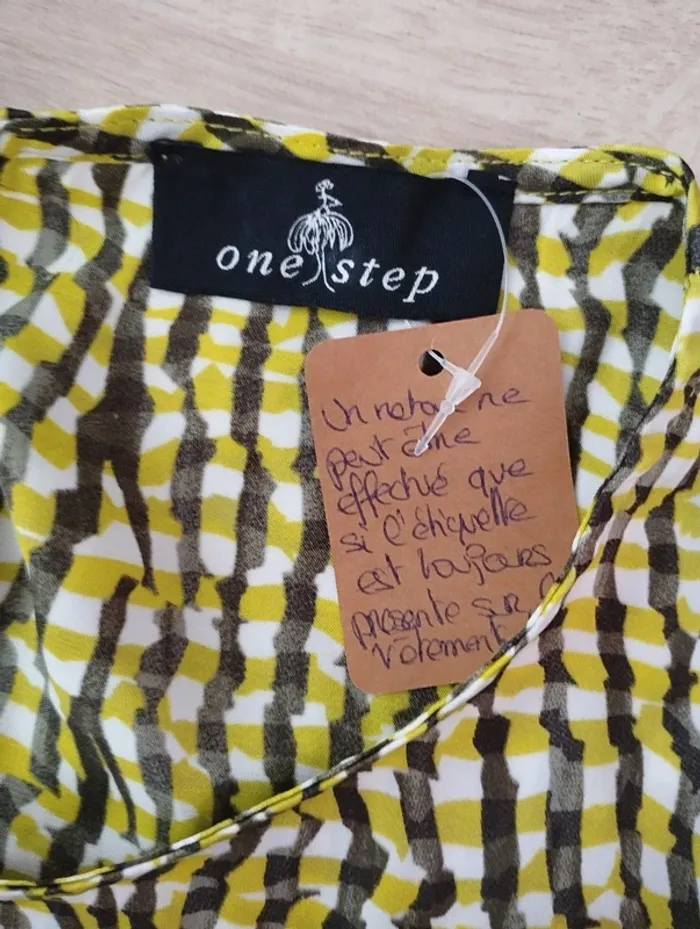 one step
Un retour ne
peut être
effectué que
si l'étiquette
est toujours
présente sur
vêtement